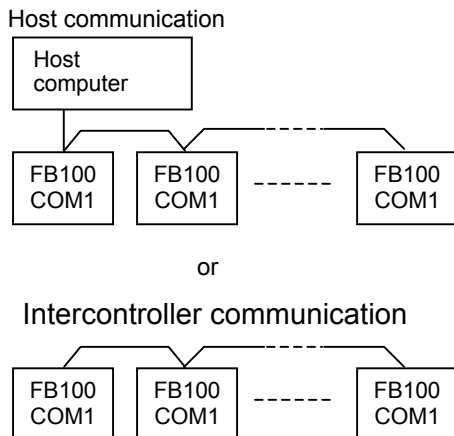 Host communication
Host
computer
FB100 FB100 FB100
COM1 COM1 COM1
or
Intercontroller communication
FB100 FB100 FB100
COM1 COM1 COM1